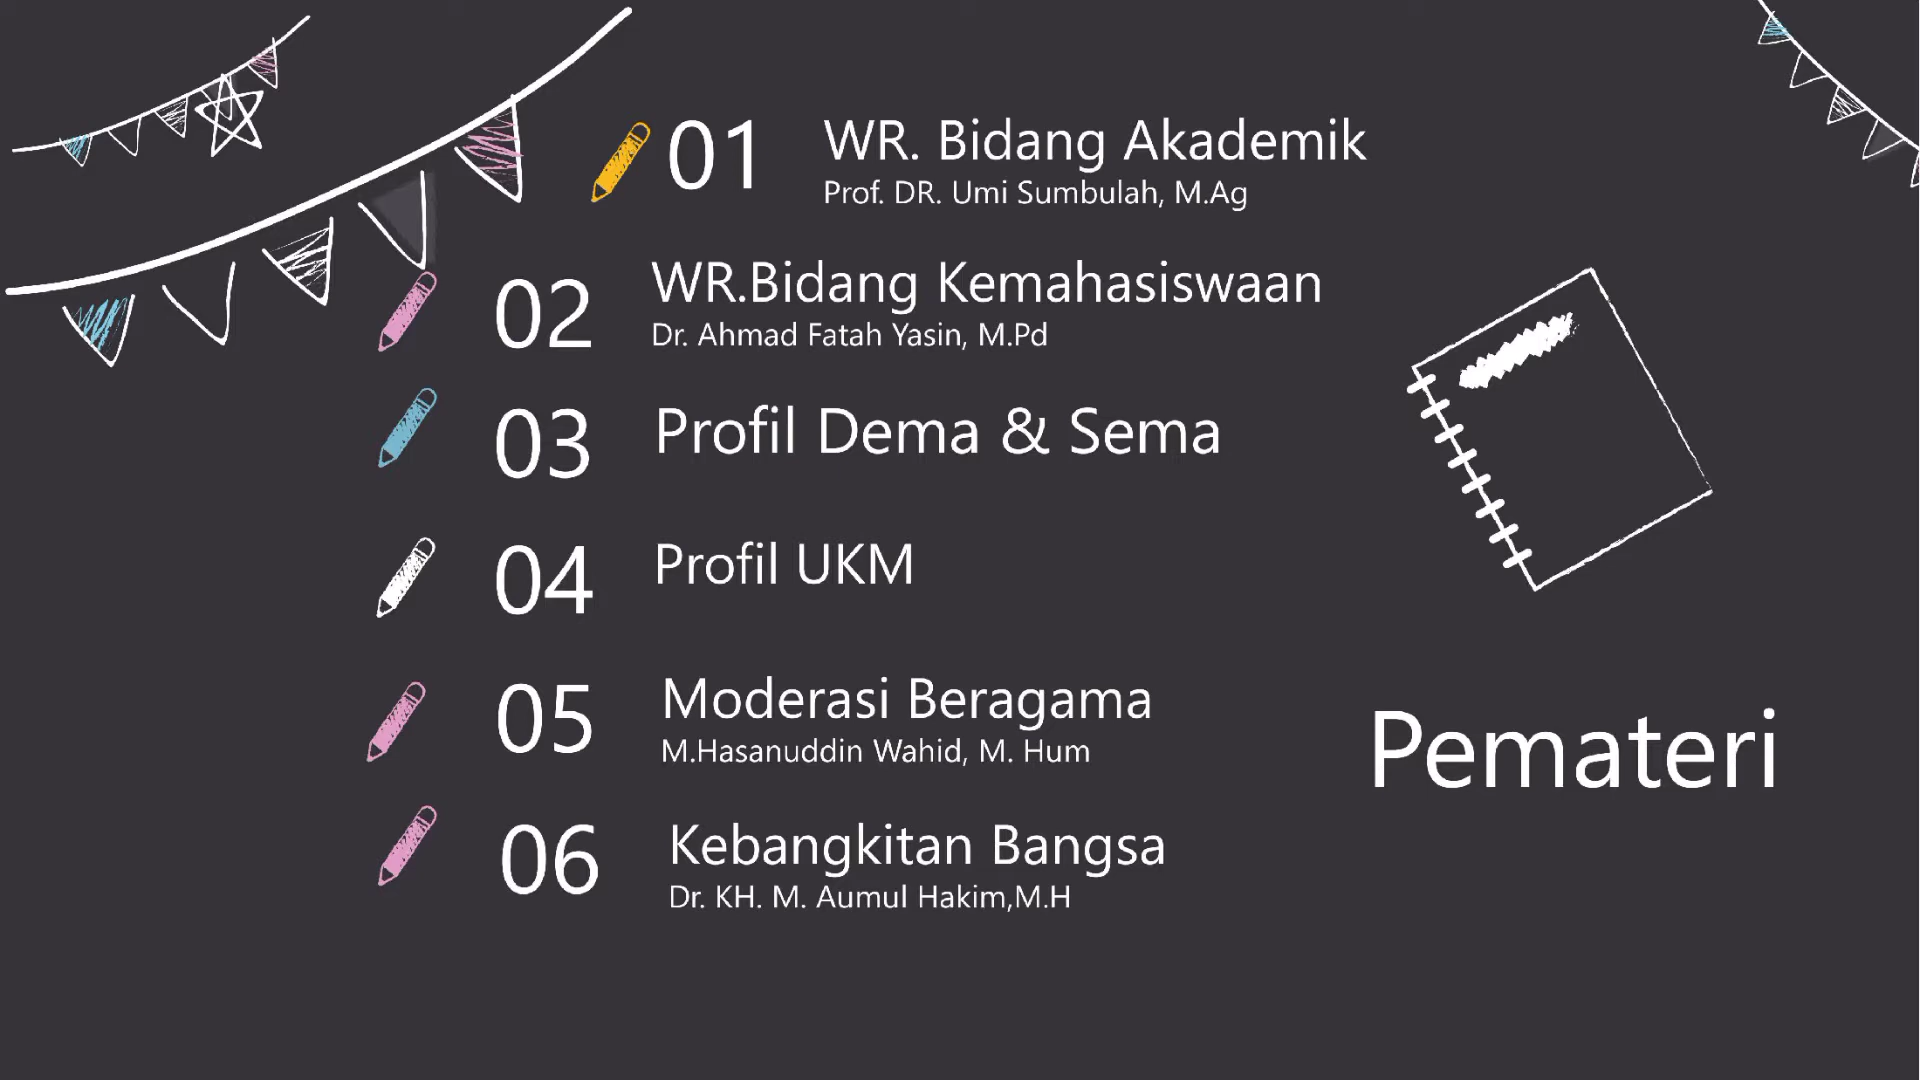 01
WR. Bidang Akademik
Prof. DR. Umi Sumbulah, M.Ag
02
WR.Bidang Kemahasiswaan
Dr. Ahmad Fatah Yasin, M.Pd
03
Profil Dema & Sema
04
Profil UKM
05
Moderasi Beragama
M.Hasanuddin Wahid, M. Hum
06
Kebangkitan Bangsa
Dr. KH. M. Aumul Hakim,M.H
Pemateri